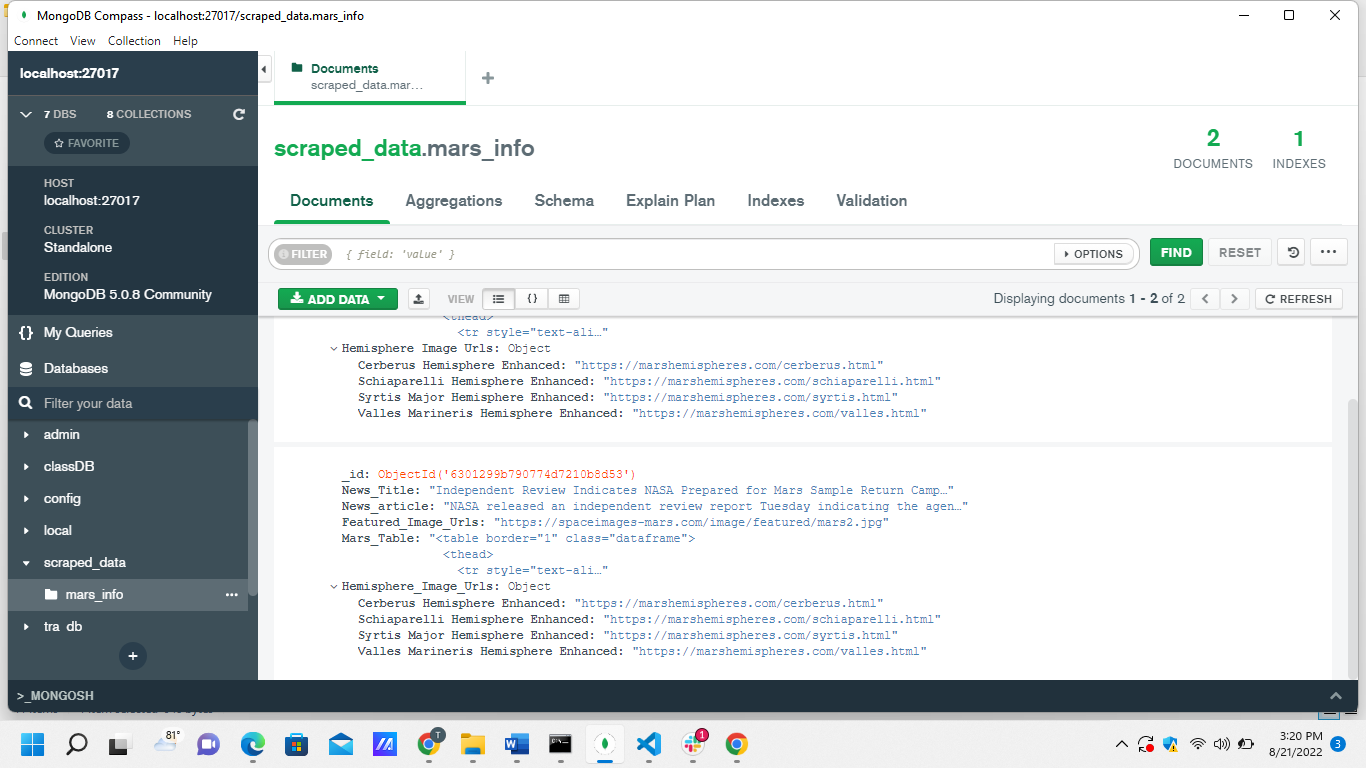 MongoDB Compass - localhost:27017/scraped_data.mars_info
Connect View Collection Help
localhost:27017
7 DBS 8 COLLECTIONS
FAVORITE
HOST
localhost:27017
CLUSTER
Standalone
EDITION
MongoDB 5.0.8 Community
{} My Queries
Databases
Filter your data
admin
classDB
config
local
scraped_data
mars_info ...
tra db
+
Documents
scraped_data.mar...
+
scraped_data.mars_info
2
DOCUMENTS
1
INDEXES
Documents Aggregations Schema Explain Plan Indexes Validation
FILTER { field: 'value' } OPTIONS FIND RESET ...
ADD DATA VIEW {} Displaying documents 1 - 2 of 2 < > REFRESH
<thead>
<tr style="text-ali…"
Hemisphere Image Urls: Object
Cerberus Hemisphere Enhanced: "https://marshemispheres.com/cerberus.html"
Schiaparelli Hemisphere Enhanced: "https://marshemispheres.com/schiaparelli.html"
Syrtis Major Hemisphere Enhanced: "https://marshemispheres.com/syrtis.html"
Valles Marineris Hemisphere Enhanced: "https://marshemispheres.com/valles.html"
_id: ObjectId('6301299b790774d7210b8d53')
News_Title: "Independent Review Indicates NASA Prepared for Mars Sample Return Camp…"
News_article: "NASA released an independent review report Tuesday indicating the agen…"
Featured_Image_Urls: "https://spaceimages-mars.com/image/featured/mars2.jpg"
Mars_Table: "<table border="1" class="dataframe">
<thead>
<tr style="text-ali…"
Hemisphere_Image_Urls: Object
Cerberus Hemisphere Enhanced: "https://marshemispheres.com/cerberus.html"
Schiaparelli Hemisphere Enhanced: "https://marshemispheres.com/schiaparelli.html"
Syrtis Major Hemisphere Enhanced: "https://marshemispheres.com/syrtis.html"
Valles Marineris Hemisphere Enhanced: "https://marshemispheres.com/valles.html"
>_MONGOSH
81°
T
1
3:20 PM
8/21/2022
3